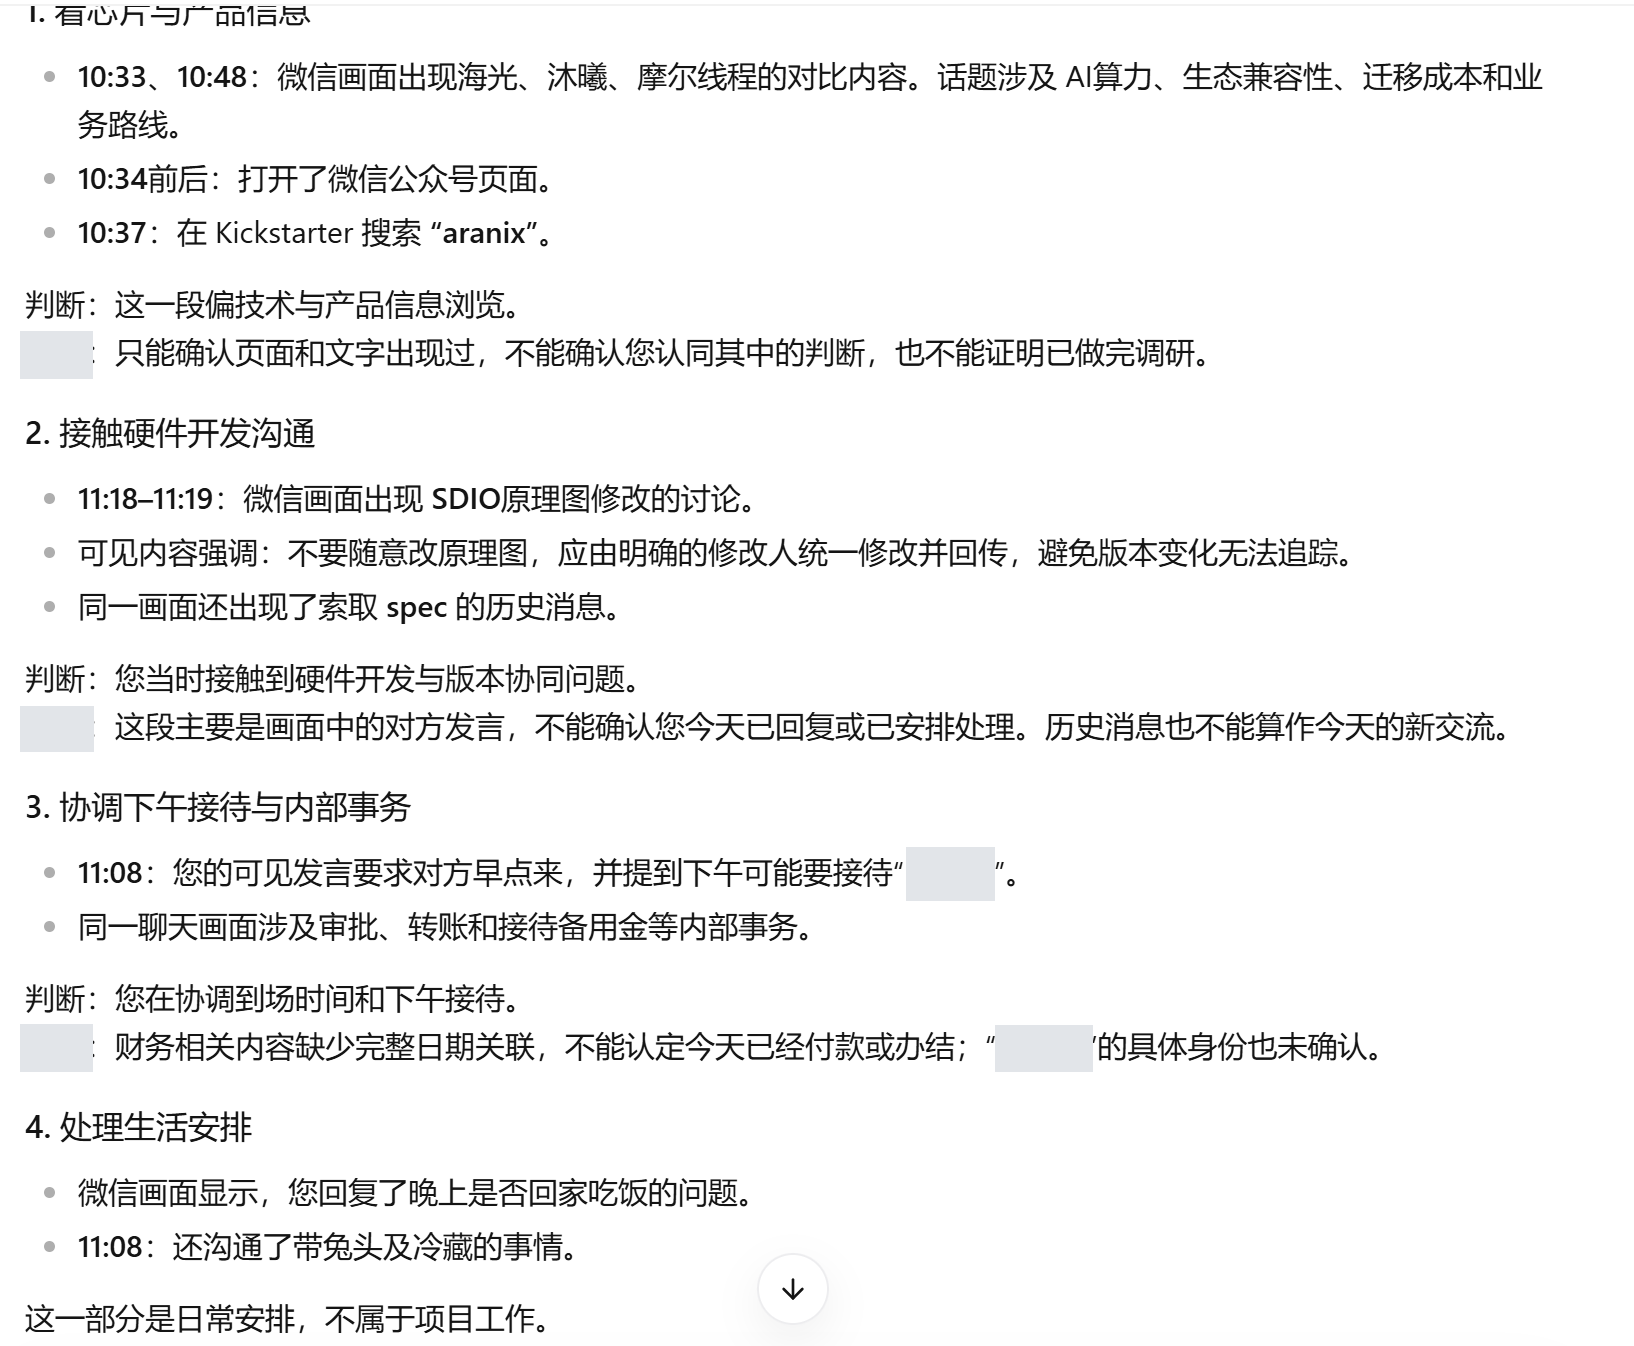 1. 看芯片与产品信息
10:33、10:48：微信画面出现海光、沐曦、摩尔线程的对比内容。话题涉及 AI算力、生态兼容性、迁移成本和业
务路线。
10:34前后：打开了微信公众号页面。
10:37：在 Kickstarter 搜索 “aranix”。
判断：这一段偏技术与产品信息浏览。
：只能确认页面和文字出现过，不能确认您认同其中的判断，也不能证明已做完调研。
2. 接触硬件开发沟通
11:18–11:19：微信画面出现 SDIO原理图修改的讨论。
可见内容强调：不要随意改原理图，应由明确的修改人统一修改并回传，避免版本变化无法追踪。
同一画面还出现了索取 spec 的历史消息。
判断：您当时接触到硬件开发与版本协同问题。
：这段主要是画面中的对方发言，不能确认您今天已回复或已安排处理。历史消息也不能算作今天的新交流。
3. 协调下午接待与内部事务
11:08：您的可见发言要求对方早点来，并提到下午可能要接待“ ”。
同一聊天画面涉及审批、转账和接待备用金等内部事务。
判断：您在协调到场时间和下午接待。
：财务相关内容缺少完整日期关联，不能认定今天已经付款或办结；“ ”的具体身份也未确认。
4. 处理生活安排
微信画面显示，您回复了晚上是否回家吃饭的问题。
11:08：还沟通了带兔头及冷藏的事情。
这一部分是日常安排，不属于项目工作。